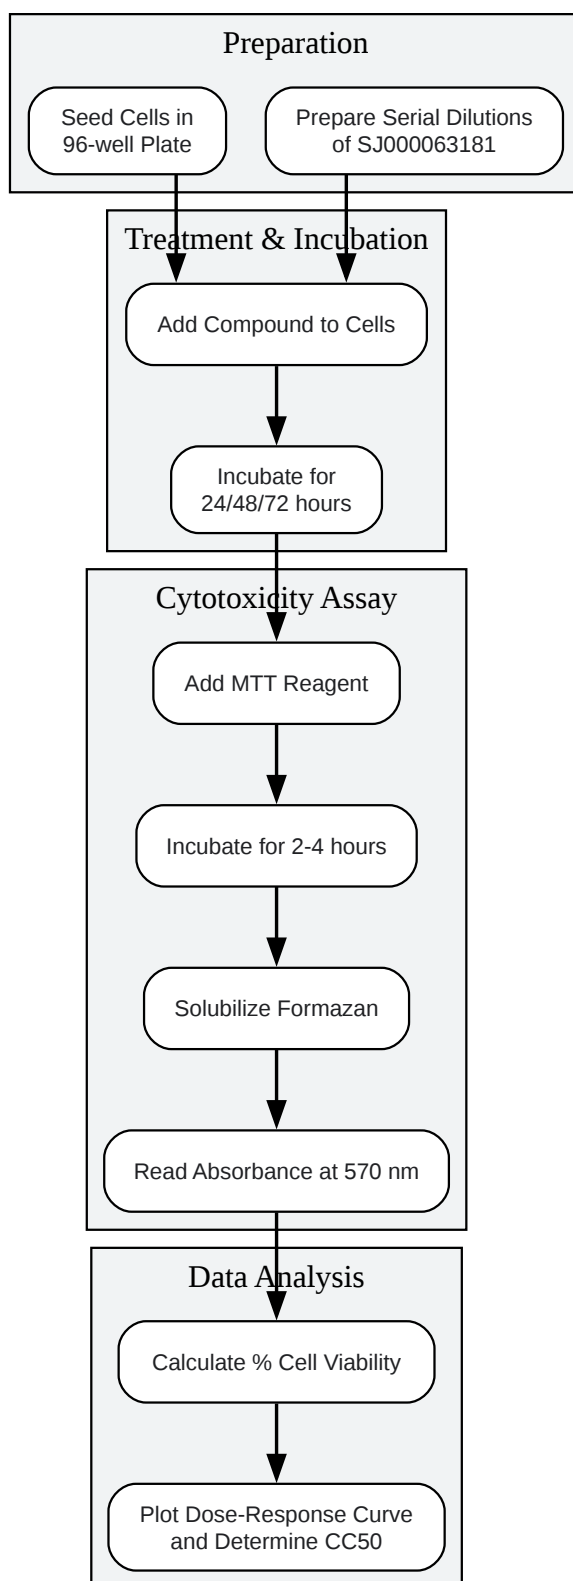 Preparation
Seed Cells in
96-well Plate
Prepare Serial Dilutions
of SJ000063181
Treatment & Incubation
Add Compound to Cells
Incubate for
24/48/72 hours
Cytotoxicity Assay
Add MTT Reagent
Incubate for 2-4 hours
Solubilize Formazan
Read Absorbance at 570 nm
Data Analysis
Calculate % Cell Viability
Plot Dose-Response Curve
and Determine CC50